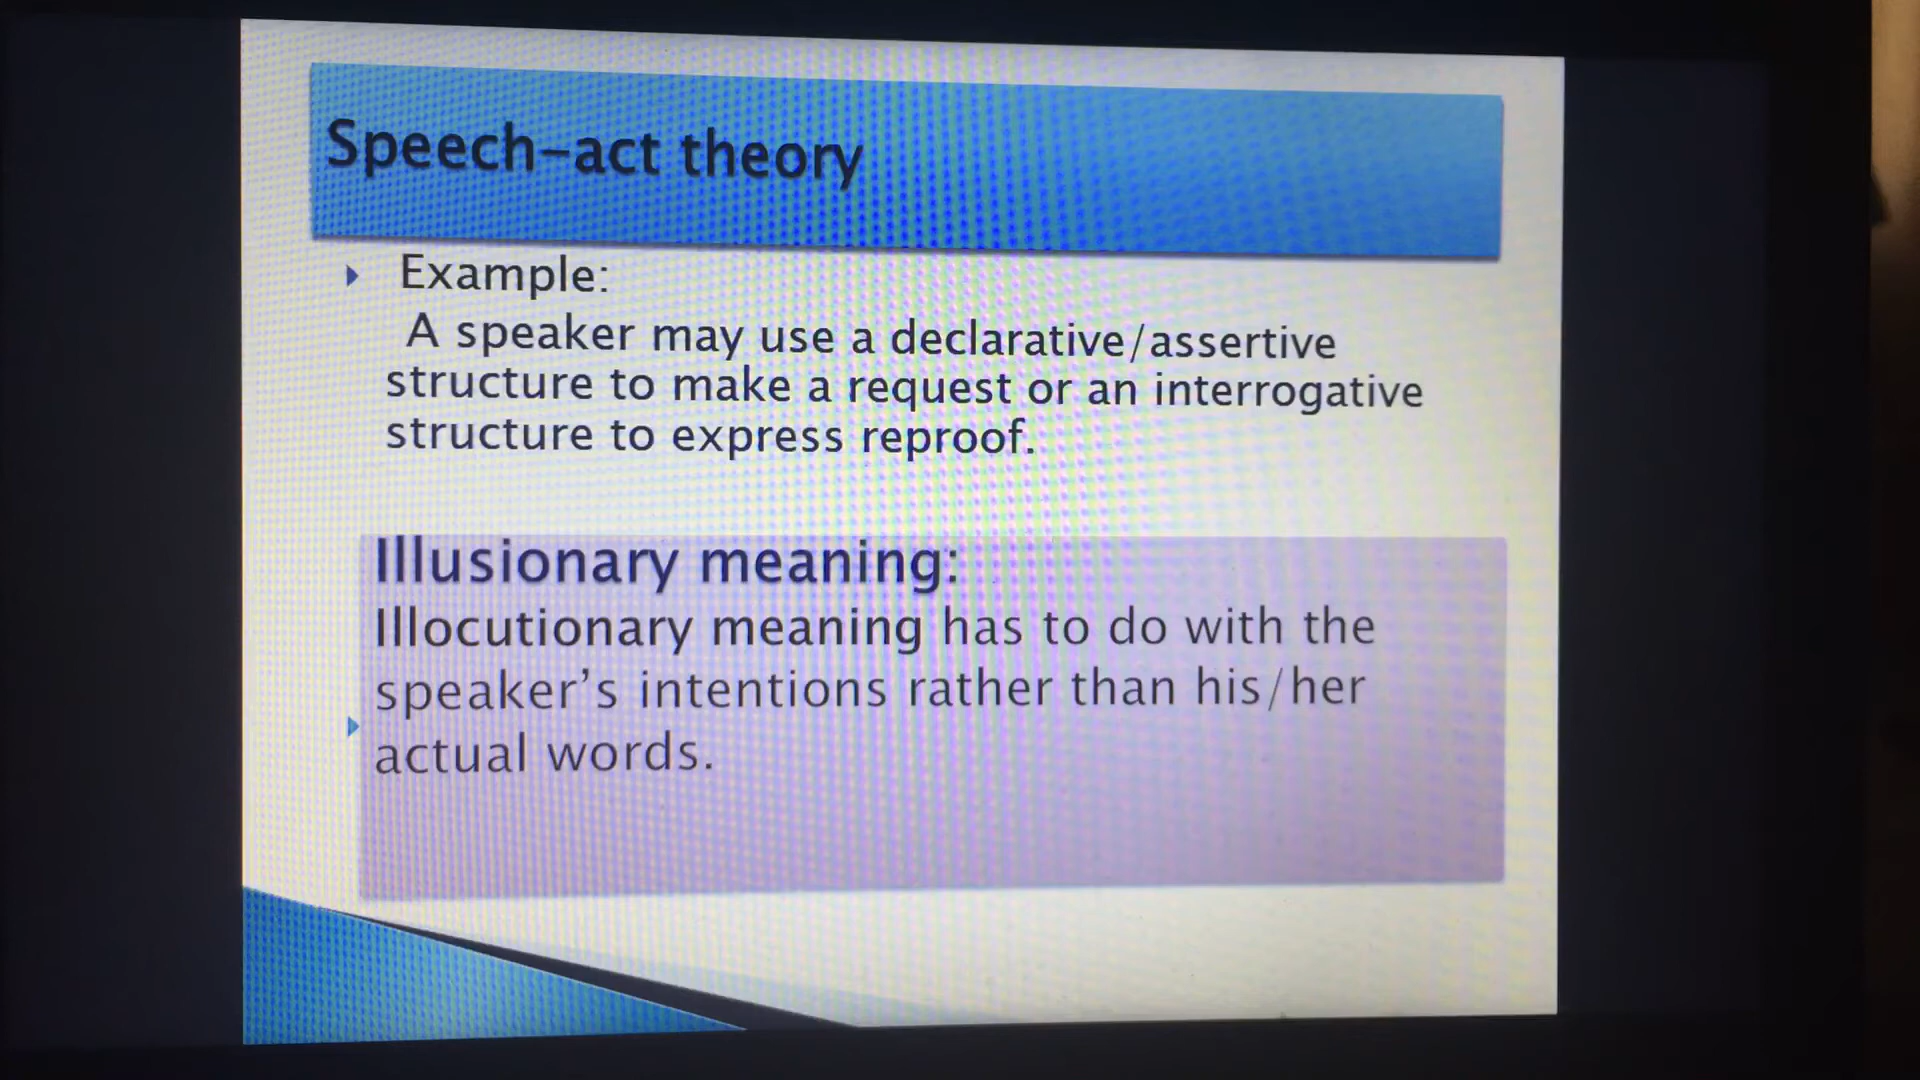 Speech-act theory
Example:
A speaker may use a declarative/assertive
structure to make a request or an interrogative
structure to express reproof.
Illusionary meaning:
Illocutionary meaning has to do with the
speaker's intentions rather than his/her
actual words.